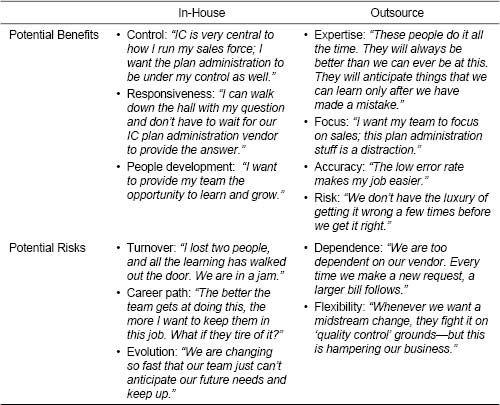 In-House
Outsource
Potential Benefits
• Control: “IC is very central to
how I run my sales force; I
want the plan administration to
be under my control as well.”
• Responsiveness: “I can walk
down the hall with my question
and don’t have to wait for our
IC plan administration vendor
to provide the answer.”
• People development: “I want
to provide my team the
opportunity to learn and grow.”
• Expertise: “These people do it all
the time. They will always be
better than we can ever be at this.
They will anticipate things that we
can learn only after we have
made a mistake.”
• Focus: “I want my team to focus
on sales; this plan administration
stuff is a distraction.”
• Accuracy: “The low error rate
makes my job easier.”
• Risk: “We don’t have the luxury of
getting it wrong a few times before
we get it right.”
Potential Risks
• Turnover: “I lost two people,
and all the learning has walked
out the door. We are in a jam.”
• Career path: “The better the
team gets at doing this, the
more I want to keep them in
this job. What if they tire of it?”
• Evolution: “We are changing
so fast that our team just can’t
anticipate our future needs and
keep up.”
• Dependence: “We are too
dependent on our vendor. Every
time we make a new request, a
larger bill follows.”
• Flexibility: “Whenever we want a
midstream change, they fight it on
‘quality control’ grounds—but this
is hampering our business.”